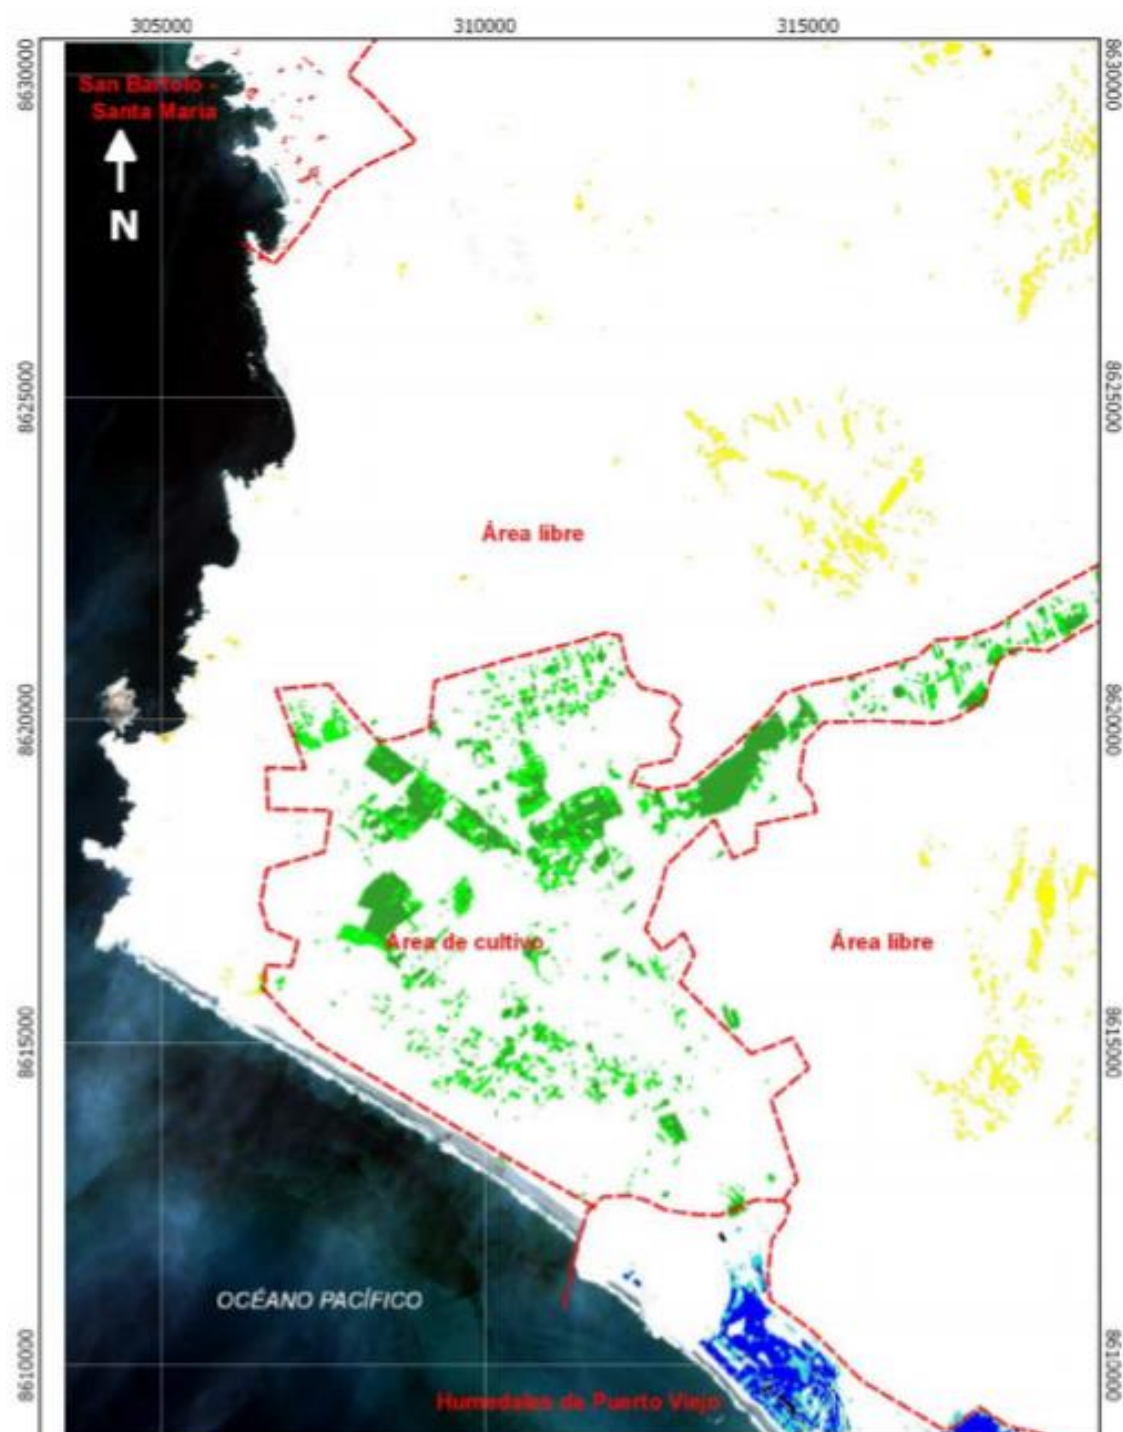 305000
310000
315000
8630000
8630000
San Bartolo -
Santa Maria
N
8625000
8625000
Área libre
8620000
8620000
Área de cultivo
Área libre
8615000
8615000
OCÉANO PACÍFICO
8610000
8610000
Humedales de Puerto Viejo